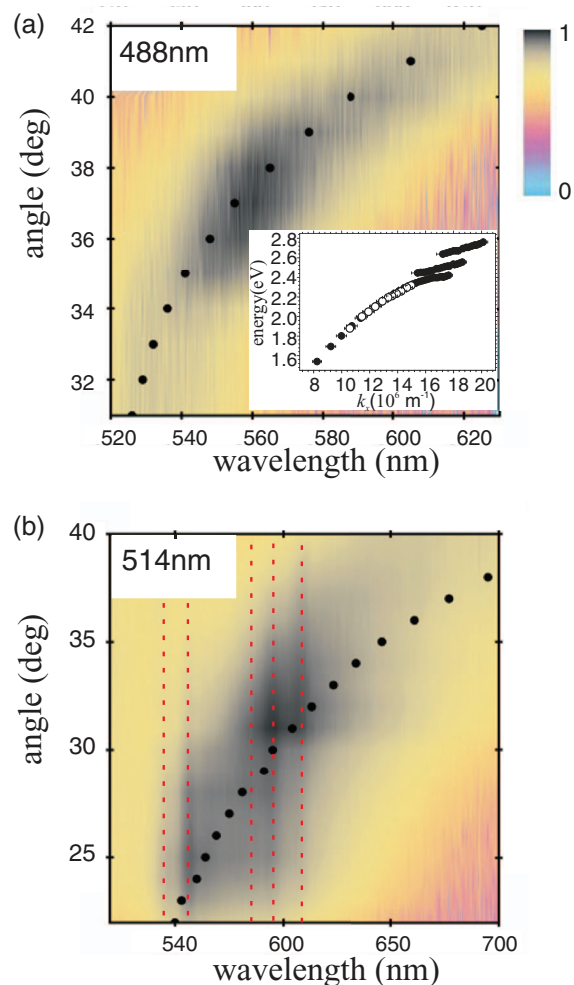 (a)
488nm
42
40
38
36
34
32
angle (deg)
1
0
2.8
2.6
2.4
2.2
2.0
1.8
1.6
energy(eV)
8 10 12 14 16 18 20
kₓ(10⁶ m⁻¹)
520 540 560 580 600 620
wavelength (nm)
(b)
514nm
40
35
30
25
angle (deg)
540 600 650 700
wavelength (nm)